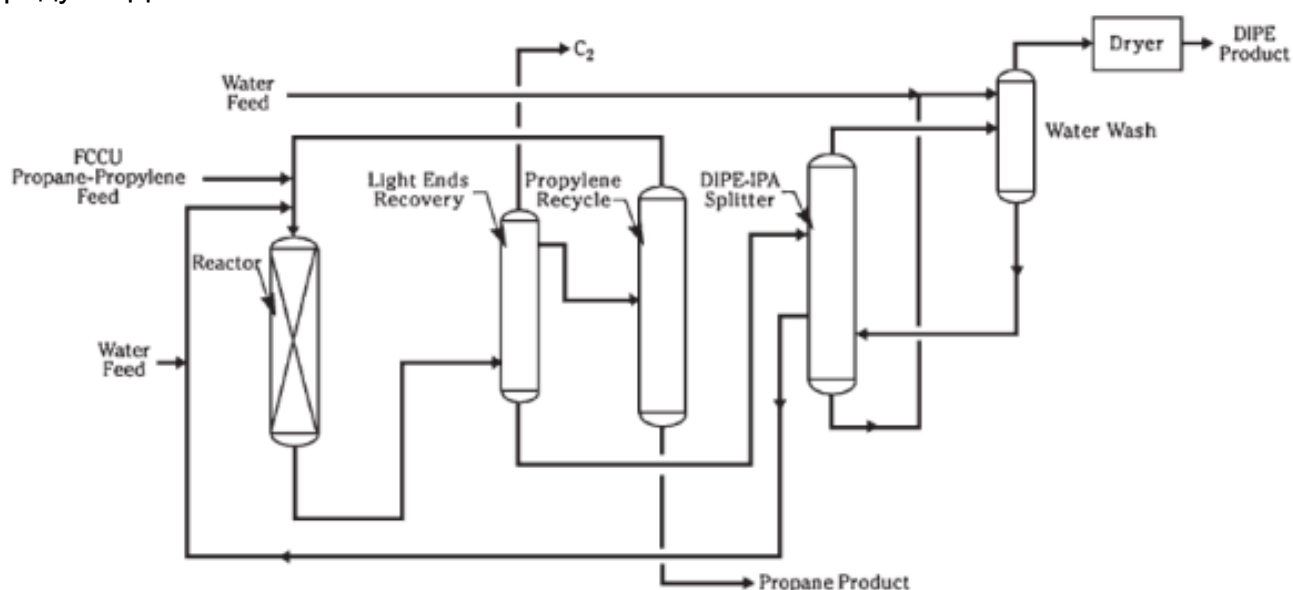 C₂
Dryer
DIPE
Product
Water
Feed
Water Wash
FCCU
Propane-Propylene
Feed
Light Ends
Recovery
Propylene
Recycle
DIPE-IPA
Splitter
Reactor
Water
Feed
Propane Product